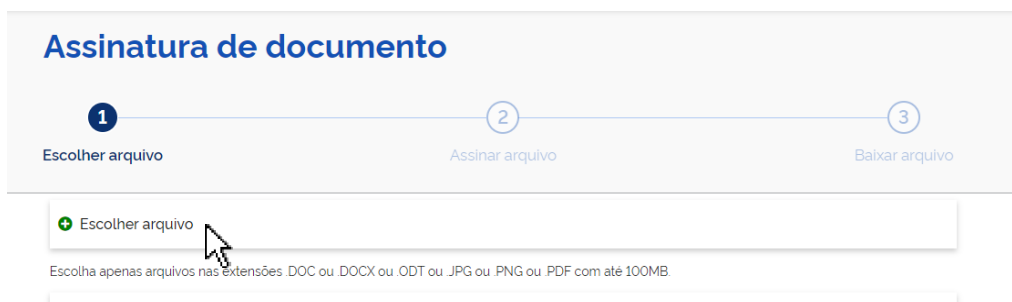 Assinatura de documento
1 2 3
Escolher arquivo Assinar arquivo Baixar arquivo
Escolher arquivo
Escolha apenas arquivos nas extensões .DOC ou .DOCX ou .ODT ou .JPG ou .PNG ou .PDF com até 100MB.